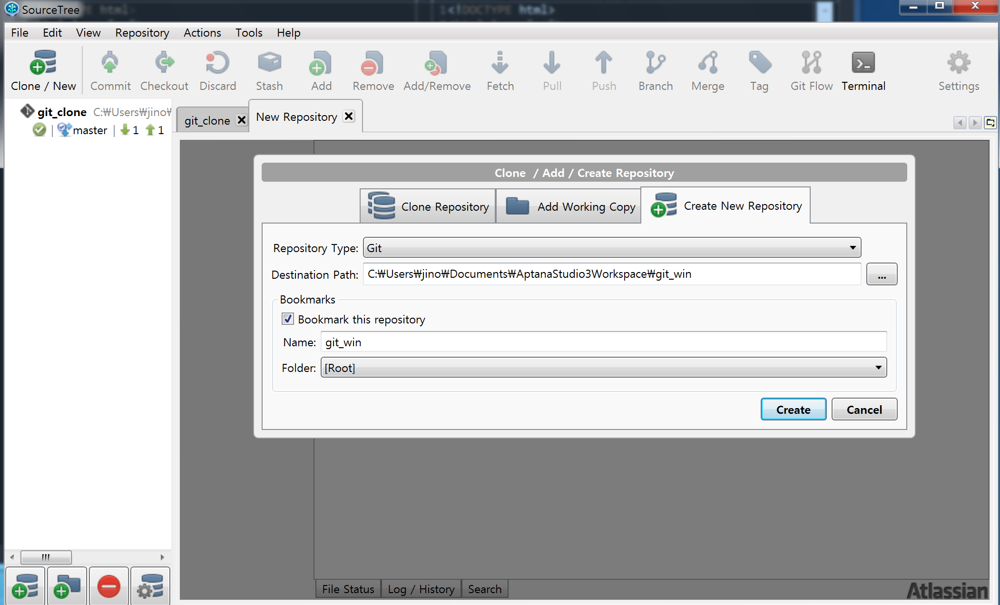 SourceTree
<!DOCTYPE html>
File Edit View Repository Actions Tools Help
Clone / New Commit Checkout Discard Stash Add Remove Add/Remove Fetch Pull Push Branch Merge Tag Git Flow Terminal Settings
git_clone C:₩Users₩jino₩
master 1 1
git_clone
New Repository
Clone / Add / Create Repository
Clone Repository
Add Working Copy
Create New Repository
Repository Type: Git
Destination Path: C:₩Users₩jino₩Documents₩AptanaStudio3Workspace₩git_win
...
Bookmarks
Bookmark this repository
Name: git_win
Folder: [Root]
Create Cancel
File Status Log / History Search
Atlassian